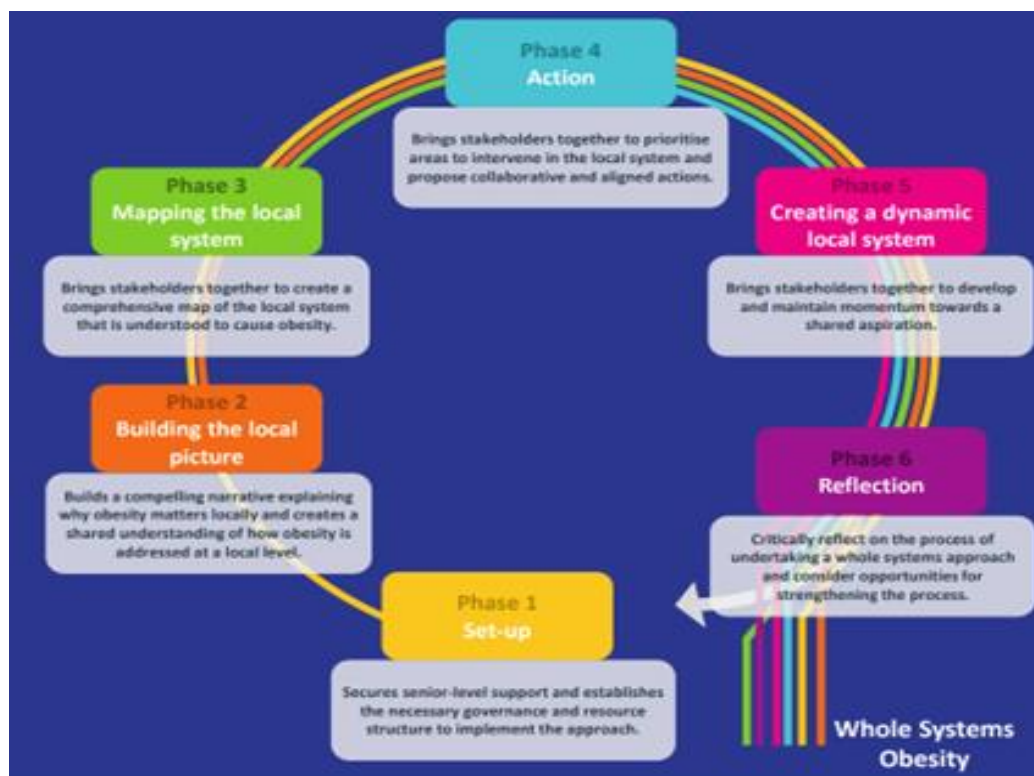 Phase 4
Action
Brings stakeholders together to prioritise
areas to intervene in the local system and
propose collaborative and aligned actions.
Phase 3
Mapping the local
system
Brings stakeholders together to create a
comprehensive map of the local system
that is understood to cause obesity.
Phase 5
Creating a dynamic
local system
Brings stakeholders together to develop
and maintain momentum towards a
shared aspiration.
Phase 2
Building the local
picture
Builds a compelling narrative explaining
why obesity matters locally and creates a
shared understanding of how obesity is
addressed at a local level.
Phase 6
Reflection
Critically reflect on the process of
undertaking a whole systems approach
and consider opportunities for
strengthening the process.
Phase 1
Set-up
Secures senior-level support and establishes
the necessary governance and resource
structure to implement the approach.
Whole Systems
Obesity